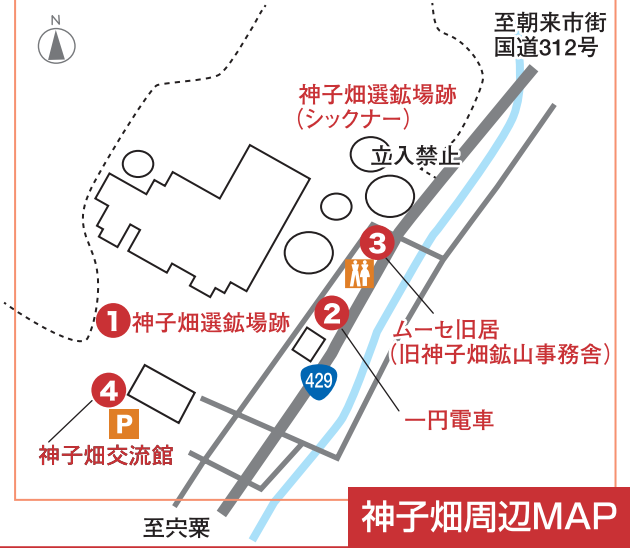 N
至朝来市街
国道312号
神子畑選鉱場跡
(シックナー)
立入禁止
3
2
1 神子畑選鉱場跡
ムーセ旧居
(旧神子畑鉱山事務舎)
429
4
P
一円電車
神子畑交流館
至宍粟
神子畑周辺MAP